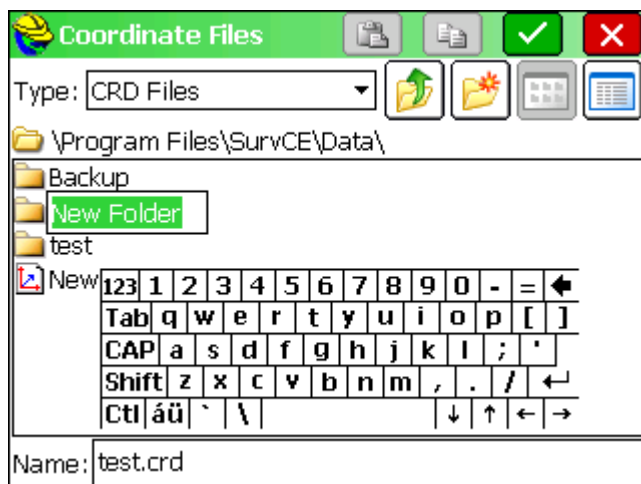 Coordinate Files
Type: CRD Files
\Program Files\SurvCE\Data\
Backup
New Folder
test
New
123 1 2 3 4 5 6 7 8 9 0 - =
Tab q w e r t y u i o p [ ]
CAP a s d f g h j k l ; '
Shift z x c v b n m , . /
Ctl áü ` \
Name: test.crd